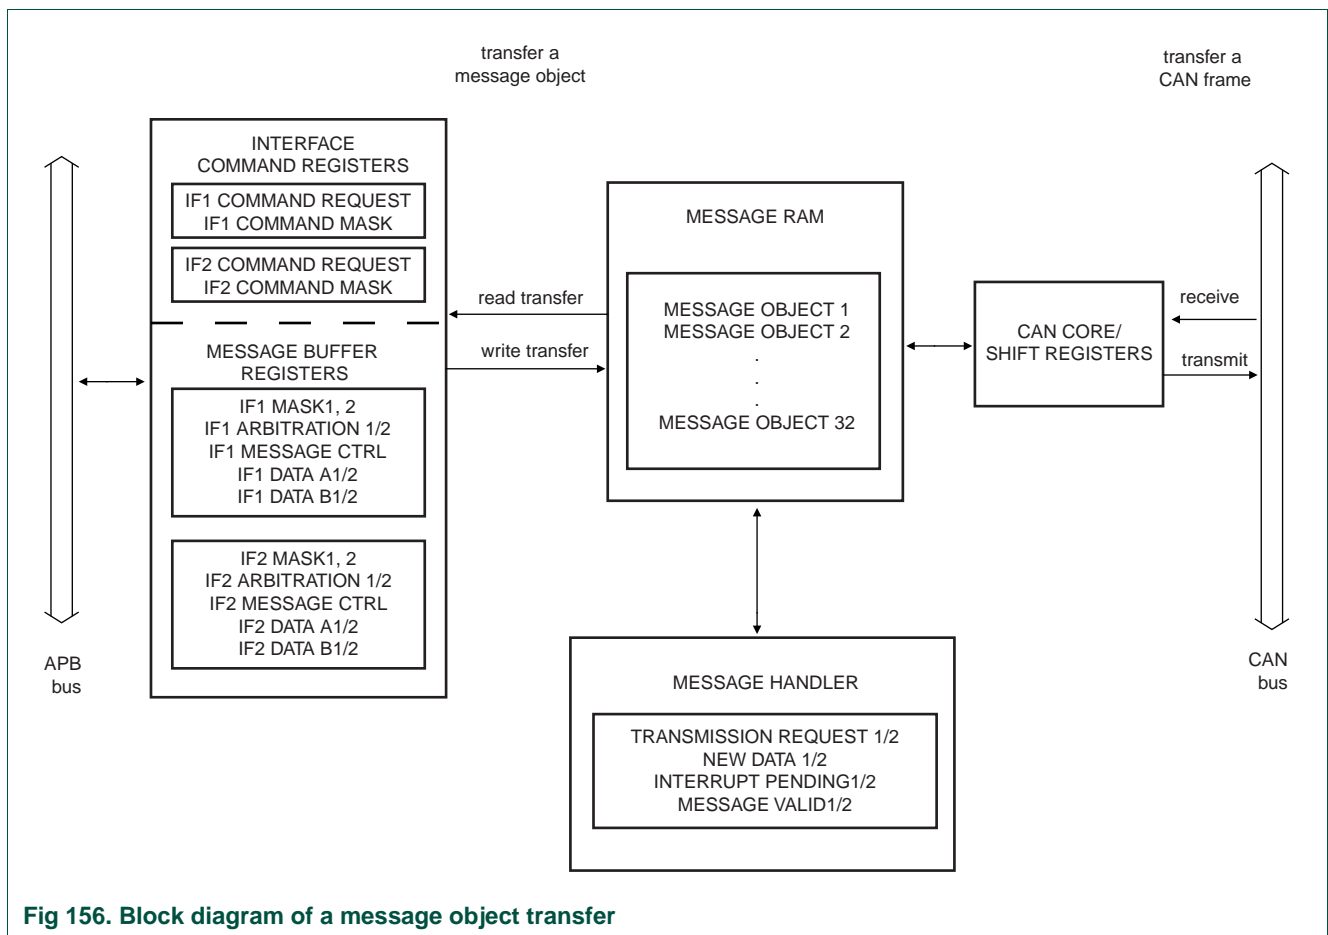 transfer a
message object
transfer a
CAN frame
INTERFACE
COMMAND REGISTERS
IF1 COMMAND REQUEST
IF1 COMMAND MASK
IF2 COMMAND REQUEST
IF2 COMMAND MASK
MESSAGE BUFFER
REGISTERS
IF1 MASK1, 2
IF1 ARBITRATION 1/2
IF1 MESSAGE CTRL
IF1 DATA A1/2
IF1 DATA B1/2
IF2 MASK1, 2
IF2 ARBITRATION 1/2
IF2 MESSAGE CTRL
IF2 DATA A1/2
IF2 DATA B1/2
APB
bus
read transfer
write transfer
MESSAGE RAM
MESSAGE OBJECT 1
MESSAGE OBJECT 2
.
.
.
MESSAGE OBJECT 32
CAN CORE/
SHIFT REGISTERS
receive
transmit
CAN
bus
MESSAGE HANDLER
TRANSMISSION REQUEST 1/2
NEW DATA 1/2
INTERRUPT PENDING1/2
MESSAGE VALID1/2
Fig 156. Block diagram of a message object transfer